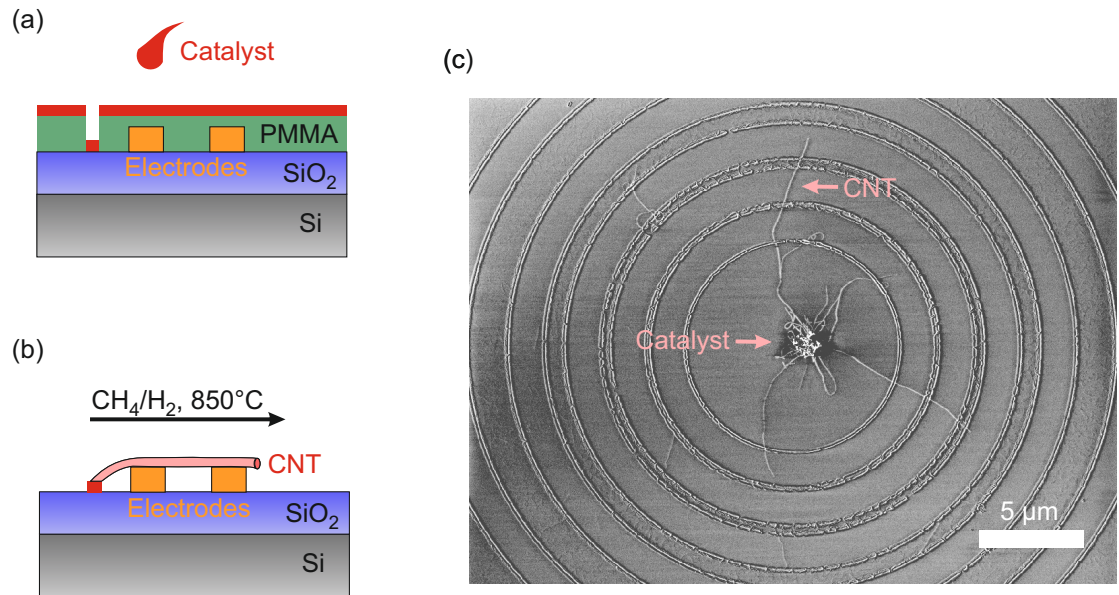 (a)
Catalyst
PMMA
Electrodes
SiO₂
Si
(b)
CH₄/H₂, 850°C
CNT
Electrodes
SiO₂
Si
(c)
CNT
Catalyst
5 µm